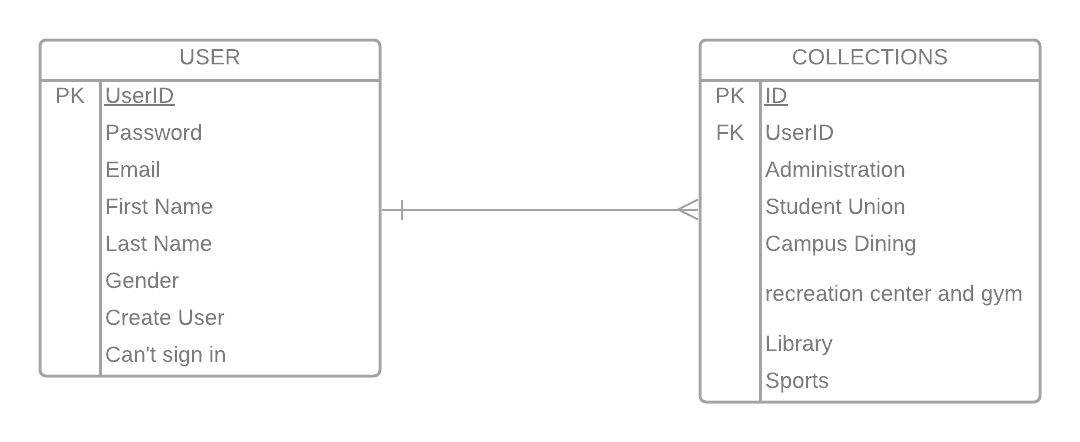 USER
PK UserID
Password
Email
First Name
Last Name
Gender
Create User
Can't sign in
COLLECTIONS
PK ID
FK UserID
Administration
Student Union
Campus Dining
recreation center and gym
Library
Sports